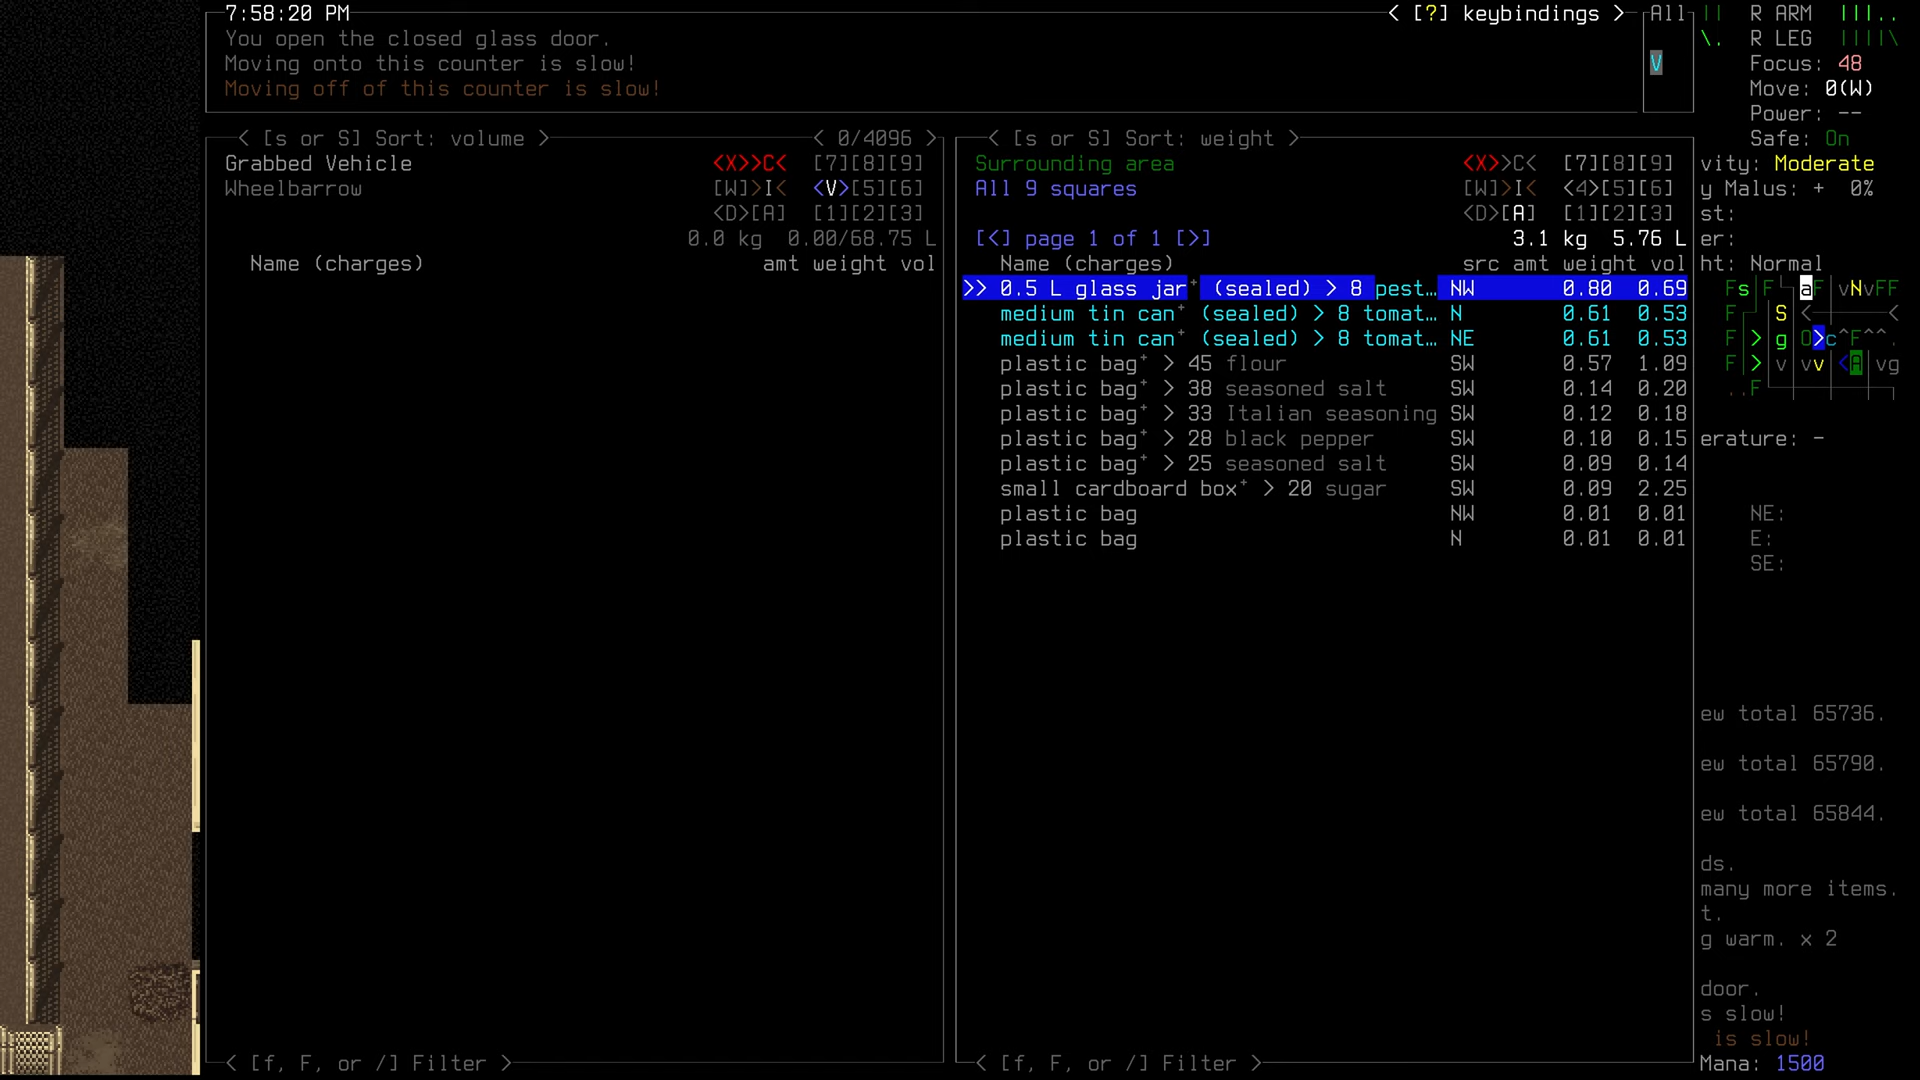 7:58:20 PM < [?] keybindings > All R ARM |||..
You open the closed glass door. \. R LEG ||||\
Moving onto this counter is slow! V Focus: 48
Moving off of this counter is slow! Move: 0(W)
Power: --
< [s or S] Sort: volume > < 0/4096 > < [s or S] Sort: weight > Safe: On
Grabbed Vehicle <X>>C< [7][8][9] Surrounding area <X>>C< [7][8][9] vity: Moderate
Wheelbarrow [W]>I< <V>[5][6] All 9 squares [W]>I< <4>[5][6] y Malus: + 0%
<D>[A] [1][2][3] <D>[A] [1][2][3] st:
0.0 kg 0.00/68.75 L [<] page 1 of 1 [>] 3.1 kg 5.76 L er:
Name (charges) amt weight vol Name (charges) src amt weight vol ht: Normal
>> 0.5 L glass jar⁺ (sealed) > 8 pest… NW 0.80 0.69
medium tin can⁺ (sealed) > 8 tomat… N 0.61 0.53
medium tin can⁺ (sealed) > 8 tomat… NE 0.61 0.53
plastic bag⁺ > 45 flour SW 0.57 1.09
plastic bag⁺ > 38 seasoned salt SW 0.14 0.20
plastic bag⁺ > 33 Italian seasoning SW 0.12 0.18
plastic bag⁺ > 28 black pepper SW 0.10 0.15 erature: -
plastic bag⁺ > 25 seasoned salt SW 0.09 0.14
small cardboard box⁺ > 20 sugar SW 0.09 2.25
plastic bag NW 0.01 0.01 NE:
plastic bag N 0.01 0.01 E:
SE:
ew total 65736.
ew total 65790.
ew total 65844.
ds.
many more items.
t.
g warm. x 2
door.
s slow!
is slow!
< [f, F, or /] Filter > < [f, F, or /] Filter > Mana: 1500